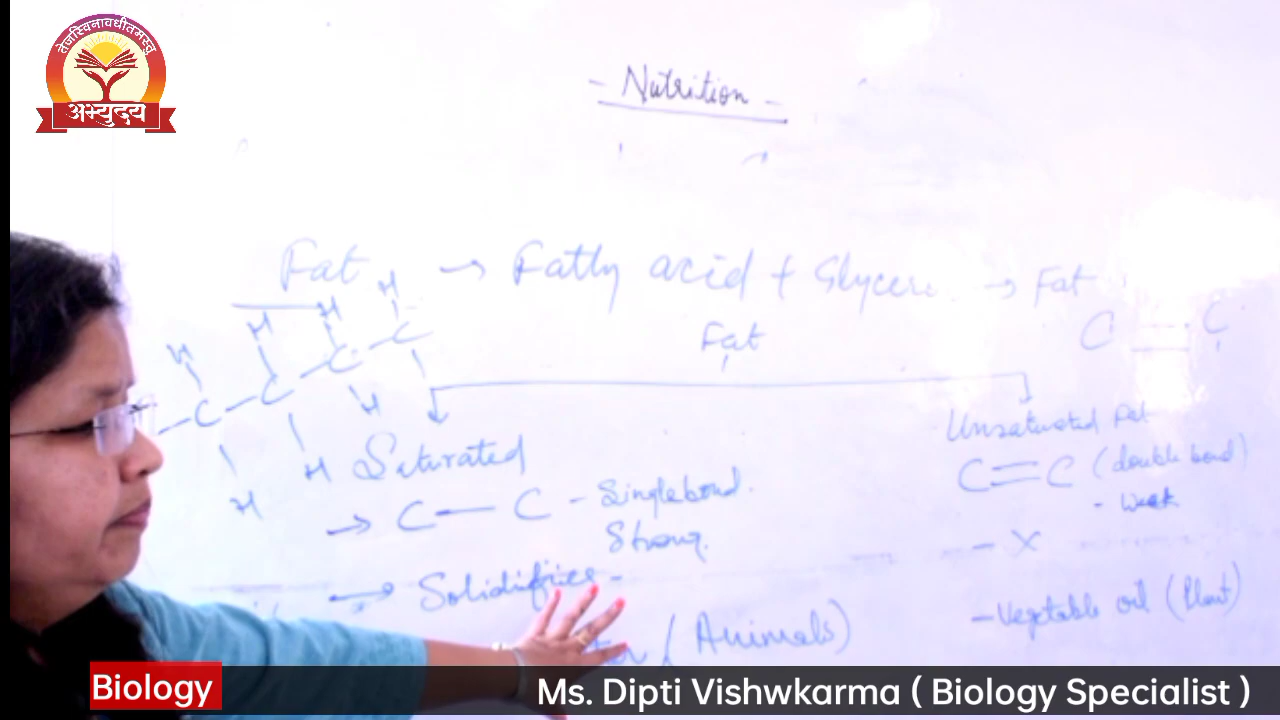 तेजस्विनावधीतमस्तु
अभ्युदय
- Nutrition -
Fat → Fatty acid + Glycero → Fat
H H H H
C C C C
H H H
C = C
Fat
Saturated
Unsaturated Fat
→ C — C - Single bond.
Strong.
C = C (double bond)
- weak
- X
→ Solidifies -
(Animals)
- Vegetable oil (Plant)
Biology
Ms. Dipti Vishwkarma ( Biology Specialist )